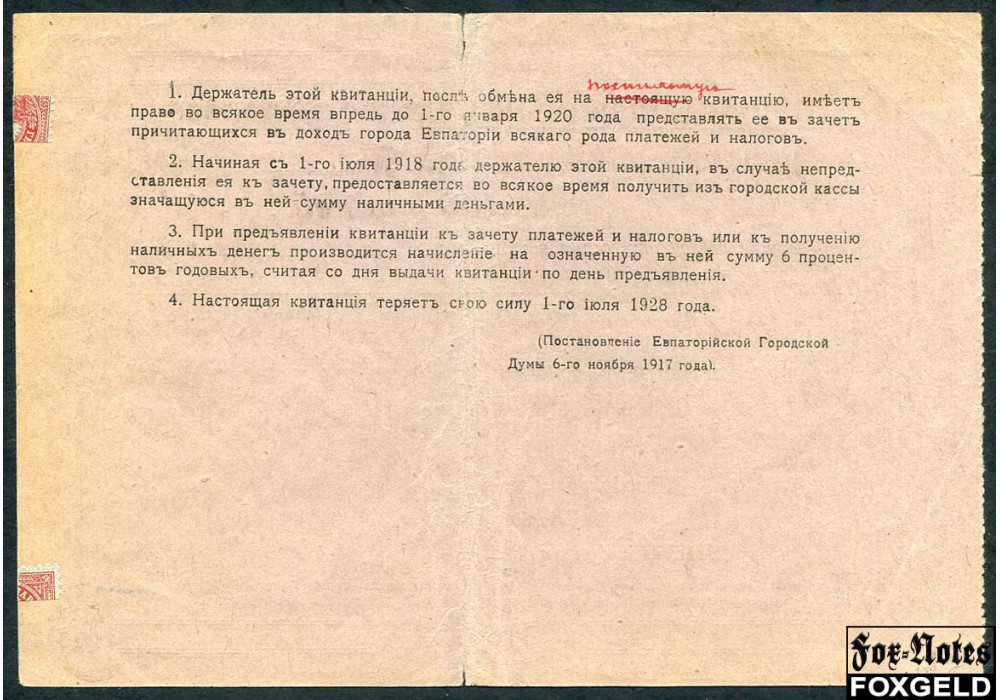 1. Держатель этой квитанціи, послѣ обмѣна ея на настоящую квитанцію, имѣетъ
право во всякое время впредь до 1-го января 1920 года представлять ее въ зачетъ
причитающихся въ доходъ города Евпаторіи всякаго рода платежей и налоговъ.
2. Начиная съ 1-го іюля 1918 года держателю этой квитанціи, въ случаѣ непред-
ставленія ея къ зачету, предоставляется во всякое время получить изъ городской кассы
значащуюся въ ней сумму наличными деньгами.
3. При предъявленіи квитанціи къ зачету платежей и налоговъ или къ полученію
наличныхъ денегъ производится начисленіе на означенную въ ней сумму 6 процен-
товъ годовыхъ, считая со дня выдачи квитанціи по день предъявленія.
4. Настоящая квитанція теряетъ свою силу 1-го іюля 1928 года.
(Постановленіе Евпаторійской Городской
Думы 6-го ноября 1917 года).
Fox-Notes
FOXGELD